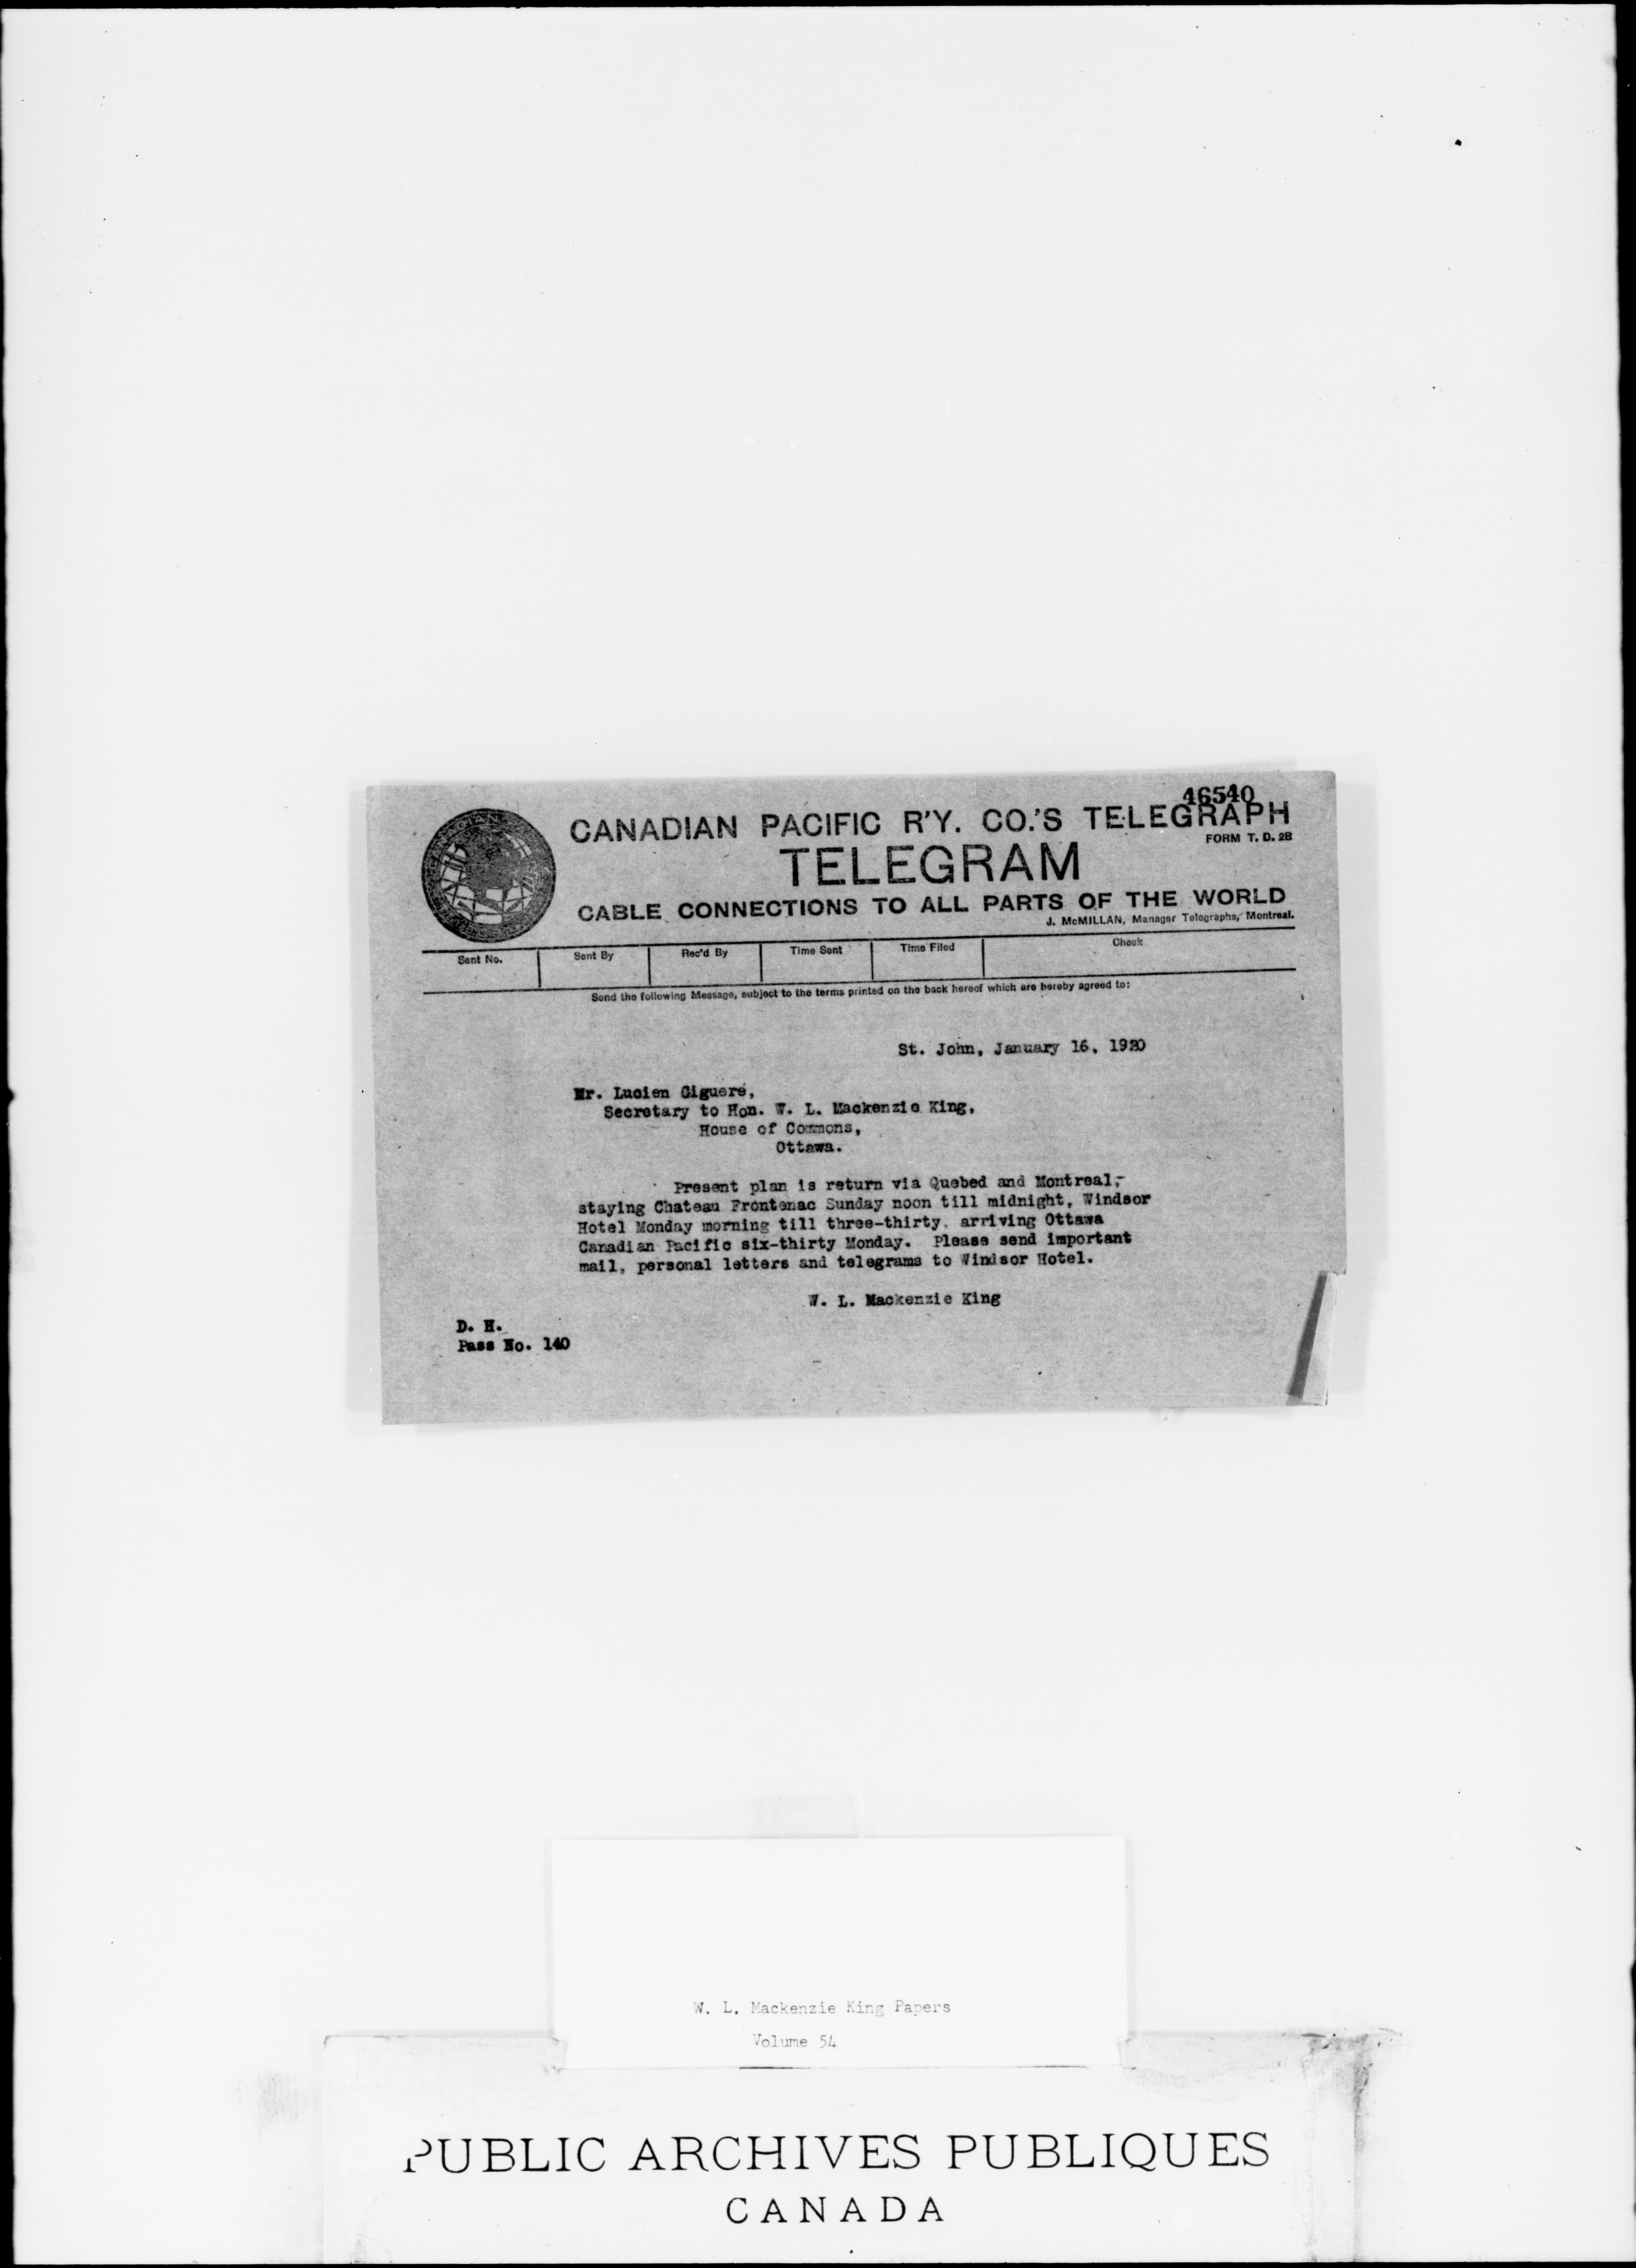 46540
CANADIAN PACIFIC R'Y. CO.'S TELEGRAPH
FORM T. D. 2B
TELEGRAM
CABLE CONNECTIONS TO ALL PARTS OF THE WORLD
J. McMILLAN, Manager Telegraphs, Montreal.
Sent No. Sent By Rec'd By Time Sent Time Filed Check
Send the following Message, subject to the terms printed on the back hereof which are hereby agreed to:
St. John, January 16, 1920
Mr. Lucien Giguere,
Secretary to Hon. W. L. Mackenzie King,
House of Commons,
Ottawa.
Present plan is return via Quebed and Montreal,-
staying Chateau Frontenac Sunday noon till midnight, Windsor
Hotel Monday morning till three-thirty, arriving Ottawa
Canadian Pacific six-thirty Monday. Please send important
mail, personal letters and telegrams to Windsor Hotel.
W. L. Mackenzie King
D. H.
Pass No. 140
W. L. Mackenzie King Papers
Volume 54
PUBLIC ARCHIVES PUBLIQUES
CANADA